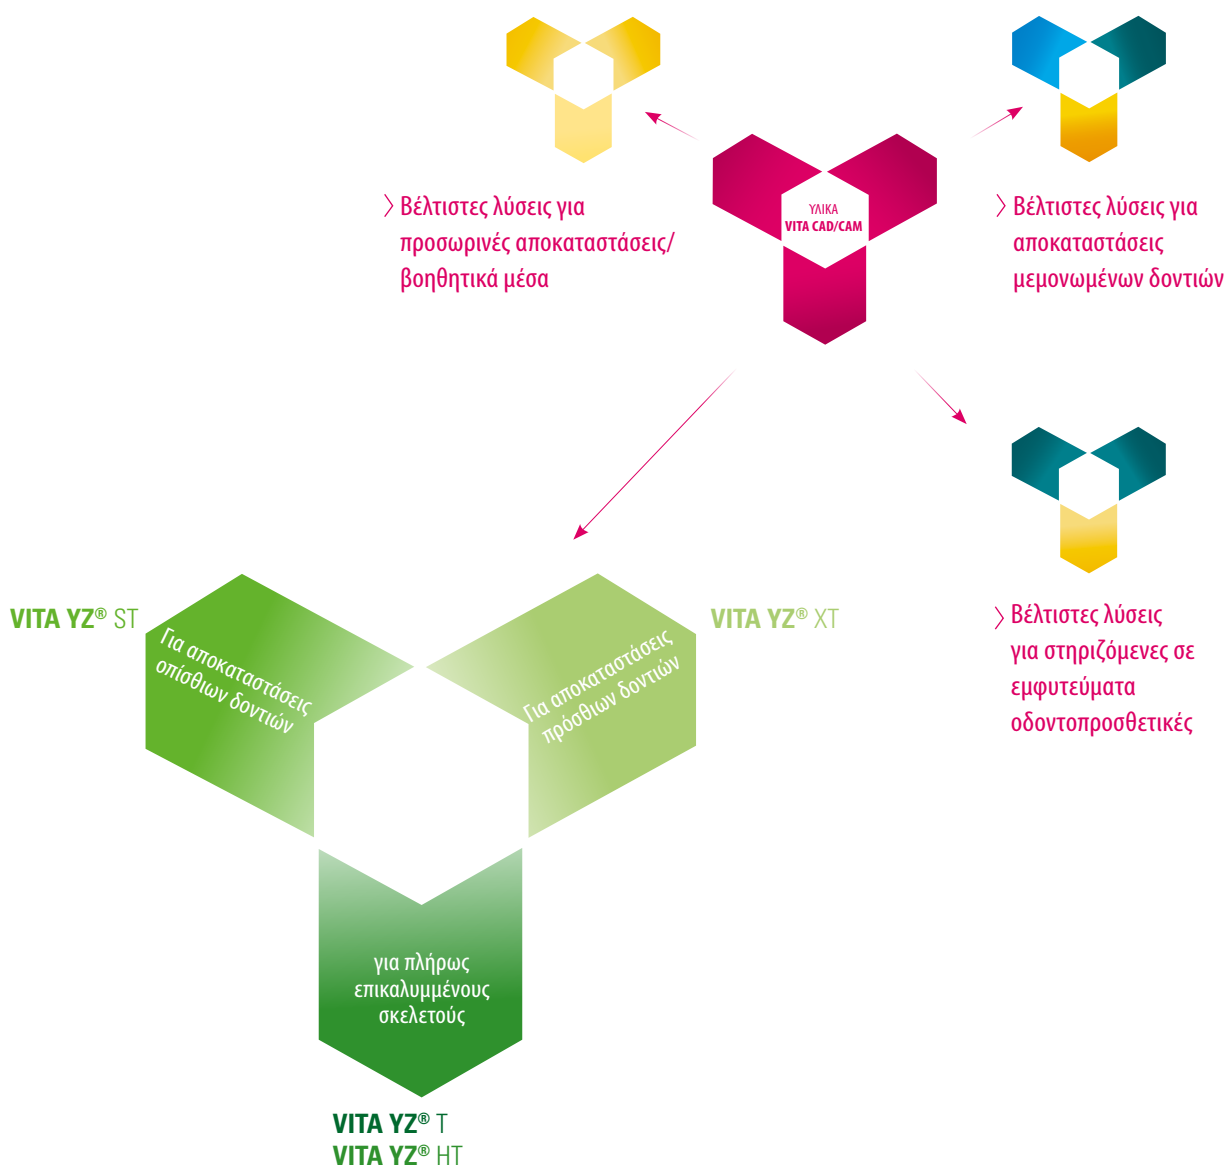 ΥΛΙΚΑ
VITA CAD/CAM
〉Βέλτιστες λύσεις για
προσωρινές αποκαταστάσεις/
βοηθητικά μέσα
〉Βέλτιστες λύσεις για
αποκαταστάσεις
μεμονωμένων δοντιών
〉Βέλτιστες λύσεις
για στηριζόμενες σε
εμφυτεύματα
οδοντοπροσθετικές
VITA YZ® ST
Για αποκαταστάσεις
οπίσθιων δοντιών
VITA YZ® XT
Για αποκαταστάσεις
πρόσθιων δοντιών
για πλήρως
επικαλυμμένους
σκελετούς
VITA YZ® T
VITA YZ® HT